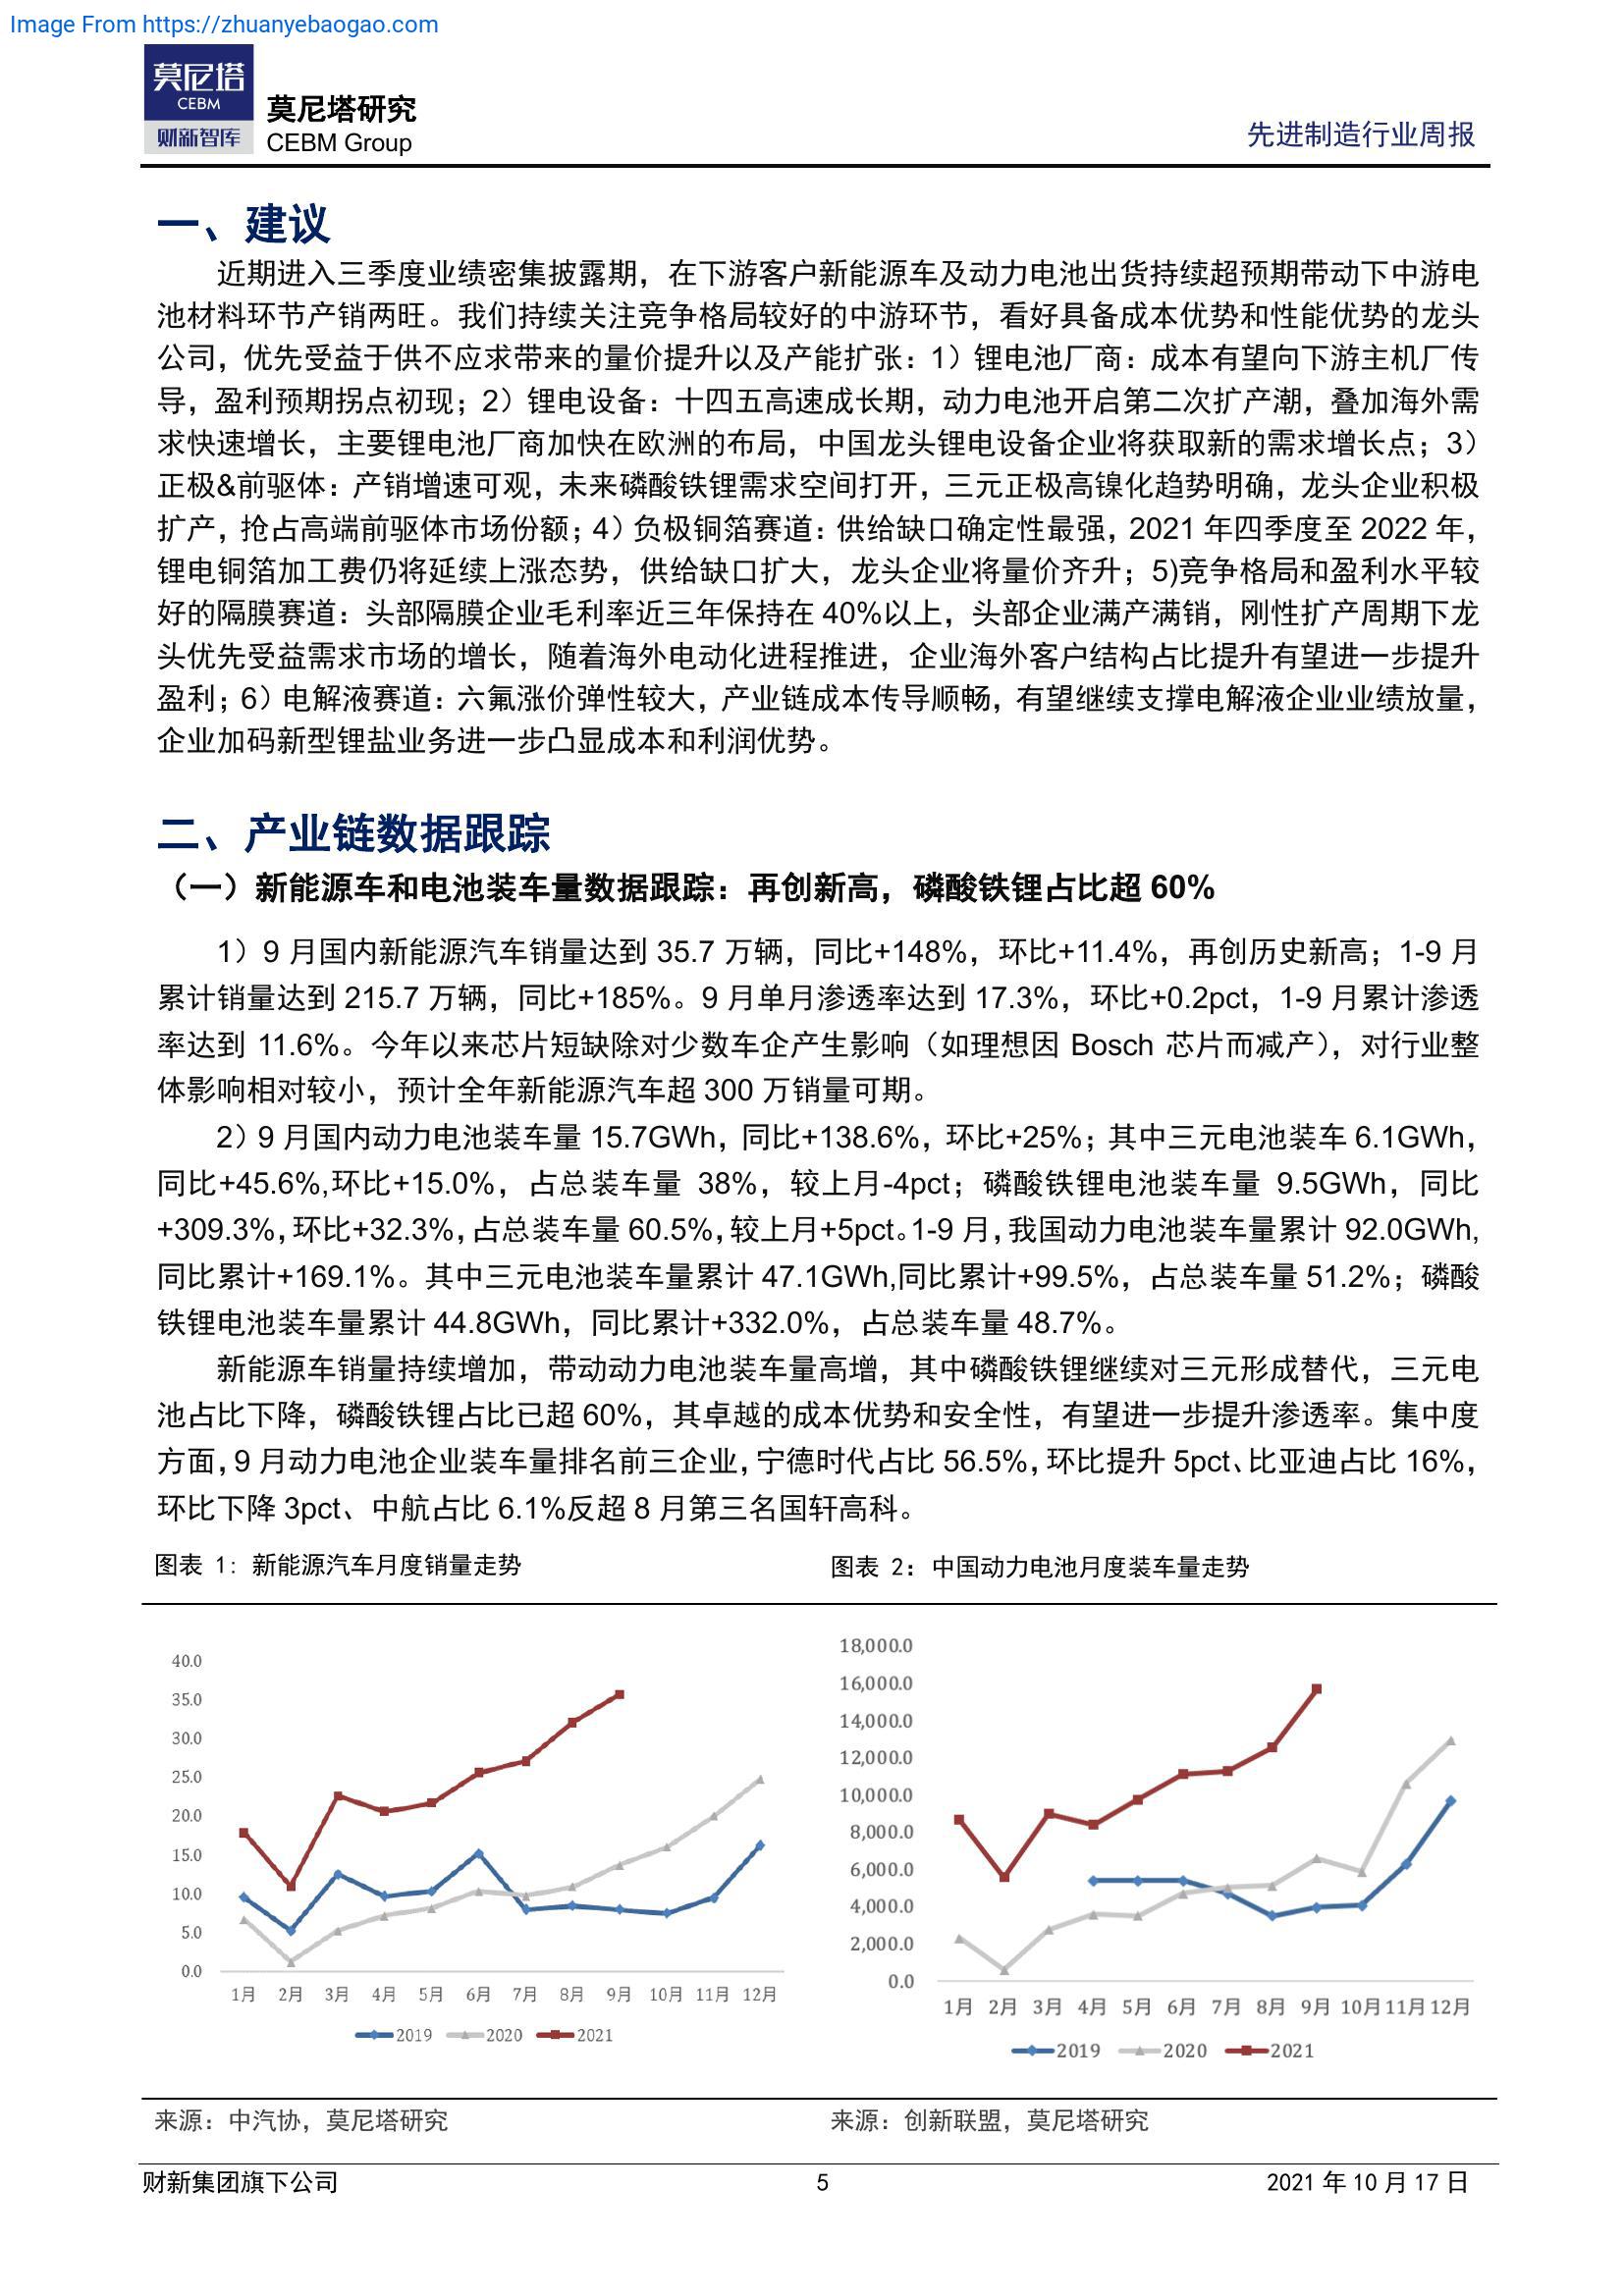 Image From https://zhuanyebaogao.com
莫尼塔
CEBM
财新智库
莫尼塔研究
CEBM Group
先进制造行业周报
一、建议
近期进入三季度业绩密集披露期，在下游客户新能源车及动力电池出货持续超预期带动下中游电
池材料环节产销两旺。我们持续关注竞争格局较好的中游环节，看好具备成本优势和性能优势的龙头
公司，优先受益于供不应求带来的量价提升以及产能扩张：1）锂电池厂商：成本有望向下游主机厂传
导，盈利预期拐点初现；2）锂电设备：十四五高速成长期，动力电池开启第二次扩产潮，叠加海外需
求快速增长，主要锂电池厂商加快在欧洲的布局，中国龙头锂电设备企业将获取新的需求增长点；3）
正极&前驱体：产销增速可观，未来磷酸铁锂需求空间打开，三元正极高镍化趋势明确，龙头企业积极
扩产，抢占高端前驱体市场份额；4）负极铜箔赛道：供给缺口确定性最强，2021 年四季度至 2022 年，
锂电铜箔加工费仍将延续上涨态势，供给缺口扩大，龙头企业将量价齐升；5)竞争格局和盈利水平较
好的隔膜赛道：头部隔膜企业毛利率近三年保持在 40%以上，头部企业满产满销，刚性扩产周期下龙
头优先受益需求市场的增长，随着海外电动化进程推进，企业海外客户结构占比提升有望进一步提升
盈利；6）电解液赛道：六氟涨价弹性较大，产业链成本传导顺畅，有望继续支撑电解液企业业绩放量，
企业加码新型锂盐业务进一步凸显成本和利润优势。
二、产业链数据跟踪
（一）新能源车和电池装车量数据跟踪：再创新高，磷酸铁锂占比超 60%
1）9 月国内新能源汽车销量达到 35.7 万辆，同比+148%，环比+11.4%，再创历史新高；1-9 月
累计销量达到 215.7 万辆，同比+185%。9 月单月渗透率达到 17.3%，环比+0.2pct，1-9 月累计渗透
率达到 11.6%。今年以来芯片短缺除对少数车企产生影响（如理想因 Bosch 芯片而减产），对行业整
体影响相对较小，预计全年新能源汽车超 300 万销量可期。
2）9 月国内动力电池装车量 15.7GWh，同比+138.6%，环比+25%；其中三元电池装车 6.1GWh，
同比+45.6%,环比+15.0%，占总装车量 38%，较上月-4pct；磷酸铁锂电池装车量 9.5GWh，同比
+309.3%，环比+32.3%，占总装车量 60.5%，较上月+5pct。1-9 月，我国动力电池装车量累计 92.0GWh,
同比累计+169.1%。其中三元电池装车量累计 47.1GWh,同比累计+99.5%，占总装车量 51.2%；磷酸
铁锂电池装车量累计 44.8GWh，同比累计+332.0%，占总装车量 48.7%。
新能源车销量持续增加，带动动力电池装车量高增，其中磷酸铁锂继续对三元形成替代，三元电
池占比下降，磷酸铁锂占比已超 60%，其卓越的成本优势和安全性，有望进一步提升渗透率。集中度
方面，9 月动力电池企业装车量排名前三企业，宁德时代占比 56.5%，环比提升 5pct、比亚迪占比 16%，
环比下降 3pct、中航占比 6.1%反超 8 月第三名国轩高科。
图表 1：新能源汽车月度销量走势
40.0
35.0
30.0
25.0
20.0
15.0
10.0
5.0
0.0
1月 2月 3月 4月 5月 6月 7月 8月 9月 10月 11月 12月
2019 2020 2021
图表 2：中国动力电池月度装车量走势
18,000.0
16,000.0
14,000.0
12,000.0
10,000.0
8,000.0
6,000.0
4,000.0
2,000.0
0.0
1月 2月 3月 4月 5月 6月 7月 8月 9月 10月 11月 12月
2019 2020 2021
来源：中汽协，莫尼塔研究
来源：创新联盟，莫尼塔研究
财新集团旗下公司
5
2021 年 10 月 17 日